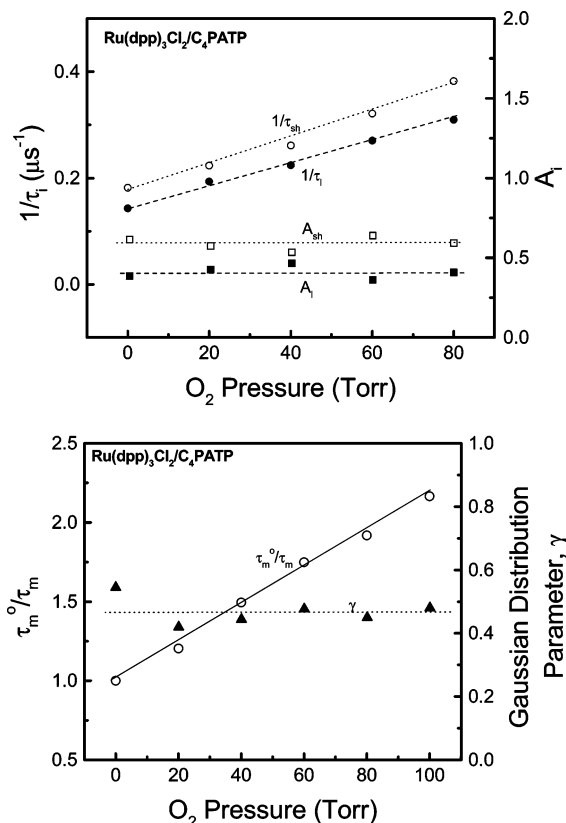 Ru(dpp)₃Cl₂/C₄PATP
2.0
0.4
1.5
1/τsh
1/τi (μs⁻¹)
0.2
1/τl
1.0
Ai
Ash
0.5
0.0
Al
0.0
0 20 40 60 80
O₂ Pressure (Torr)
2.5
Ru(dpp)₃Cl₂/C₄PATP
1.0
0.8
2.0
τm°/τm
0.6
τm°/τm
1.5
γ
0.4
Gaussian Distribution
Parameter, γ
1.0
0.2
0.5
0.0
0 20 40 60 80 100
O₂ Pressure (Torr)